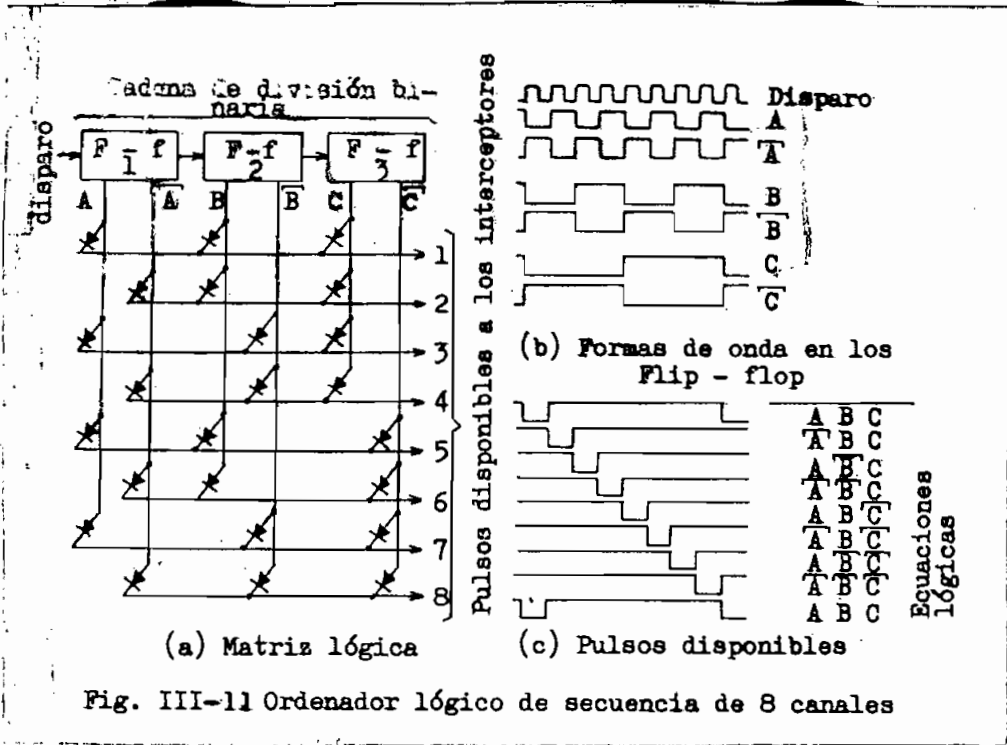 Cadena de división bi-
naria
disparo
F - f
1
F-f
2
F - f
3
A A̅ B B̅ C C̅
1
2
3
4
5
6
7
8
Pulsos disponibles a los interceptores
(a) Matriz lógica
Disparo
A
A̅
B
B̅
C
C̅
(b) Formas de onda en los
Flip - flop
A B C
A̅ B C
A B̅ C
A̅ B̅ C
A B C̅
A̅ B C̅
A B̅ C̅
A̅ B̅ C̅
A B C
Ecuaciones
lógicas
(c) Pulsos disponibles
Fig. III-11 Ordenador lógico de secuencia de 8 canales